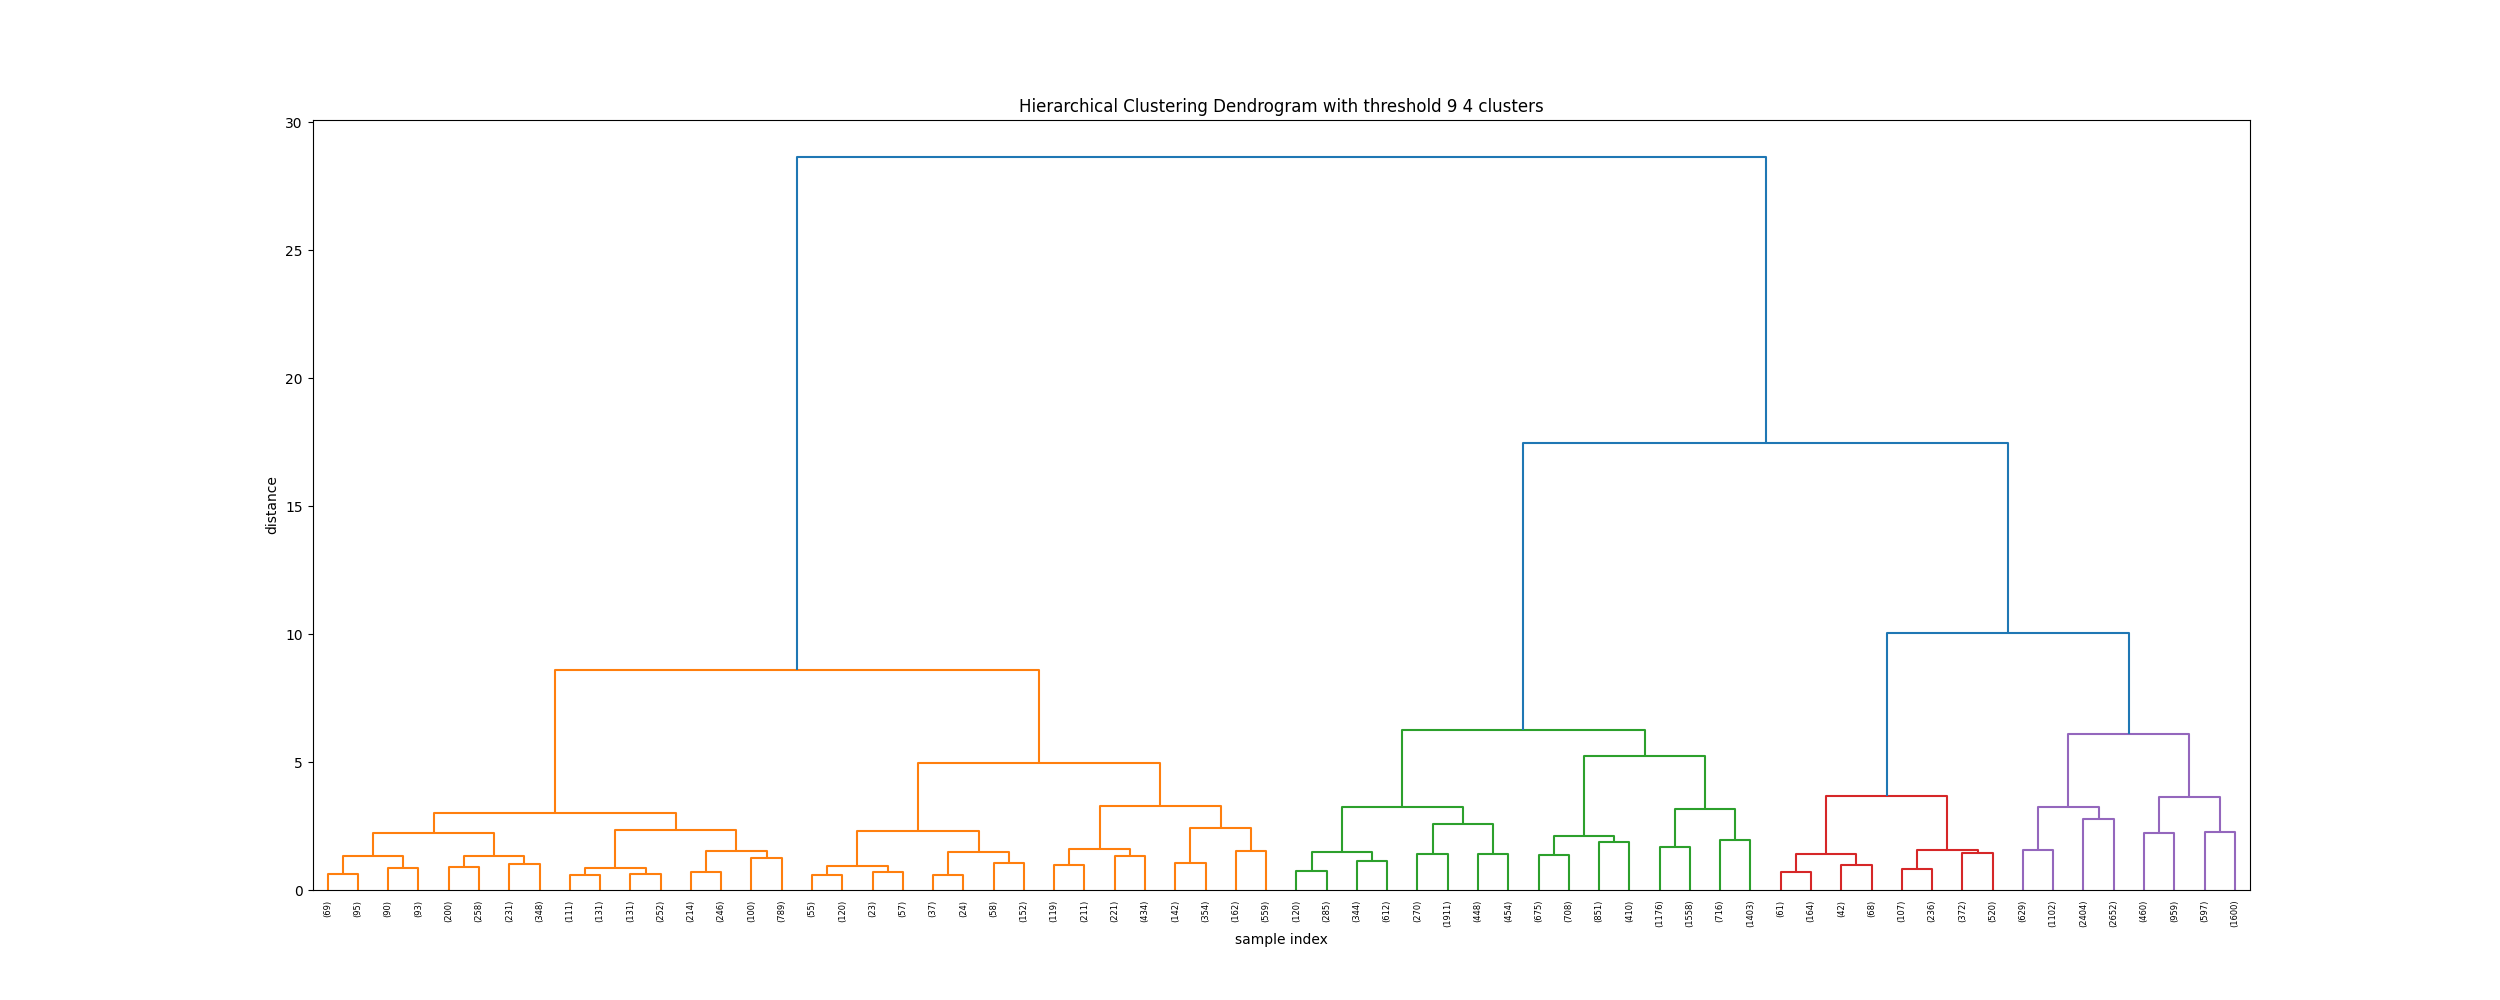 Hierarchical Clustering Dendrogram with threshold 9 4 clusters
30
25
20
15
10
5
0
distance
(69) (95) (90) (93) (200) (258) (231) (348) (111) (131) (131) (252) (214) (246) (100) (789) (55) (120) (23) (57) (37) (24) (58) (152) (119) (211) (221) (434) (142) (354) (162) (559) (120) (285) (344) (612) (270) (1911) (448) (454) (675) (708) (851) (410) (1176) (1558) (716) (1403) (61) (164) (42) (68) (107) (236) (372) (520) (629) (1102) (2404) (2652) (460) (959) (597) (1600)
sample index